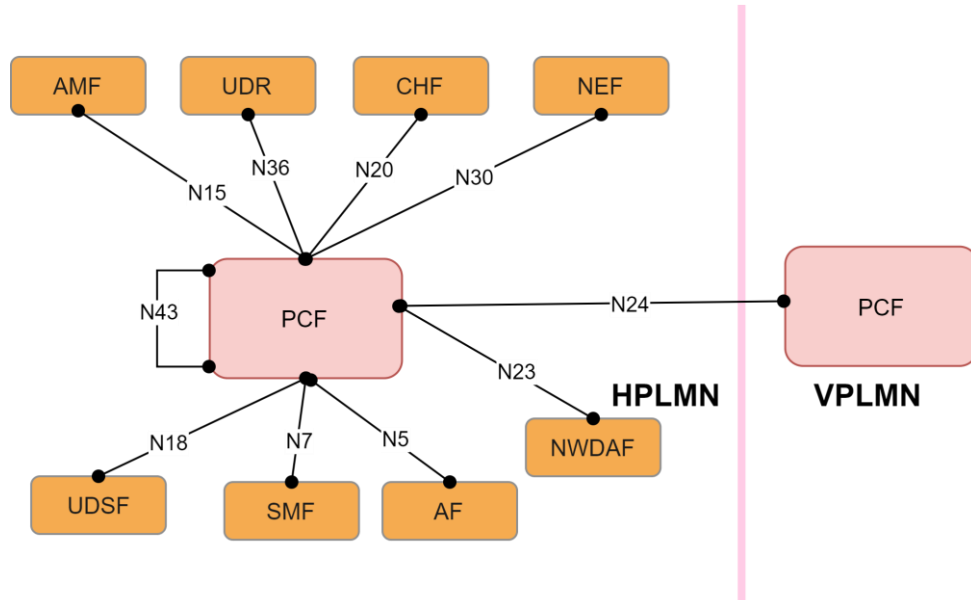 AMF
UDR
CHF
NEF
N15
N36
N20
N30
N43
PCF
N24
PCF
N23
HPLMN
VPLMN
N18
N7
N5
NWDAF
UDSF
SMF
AF